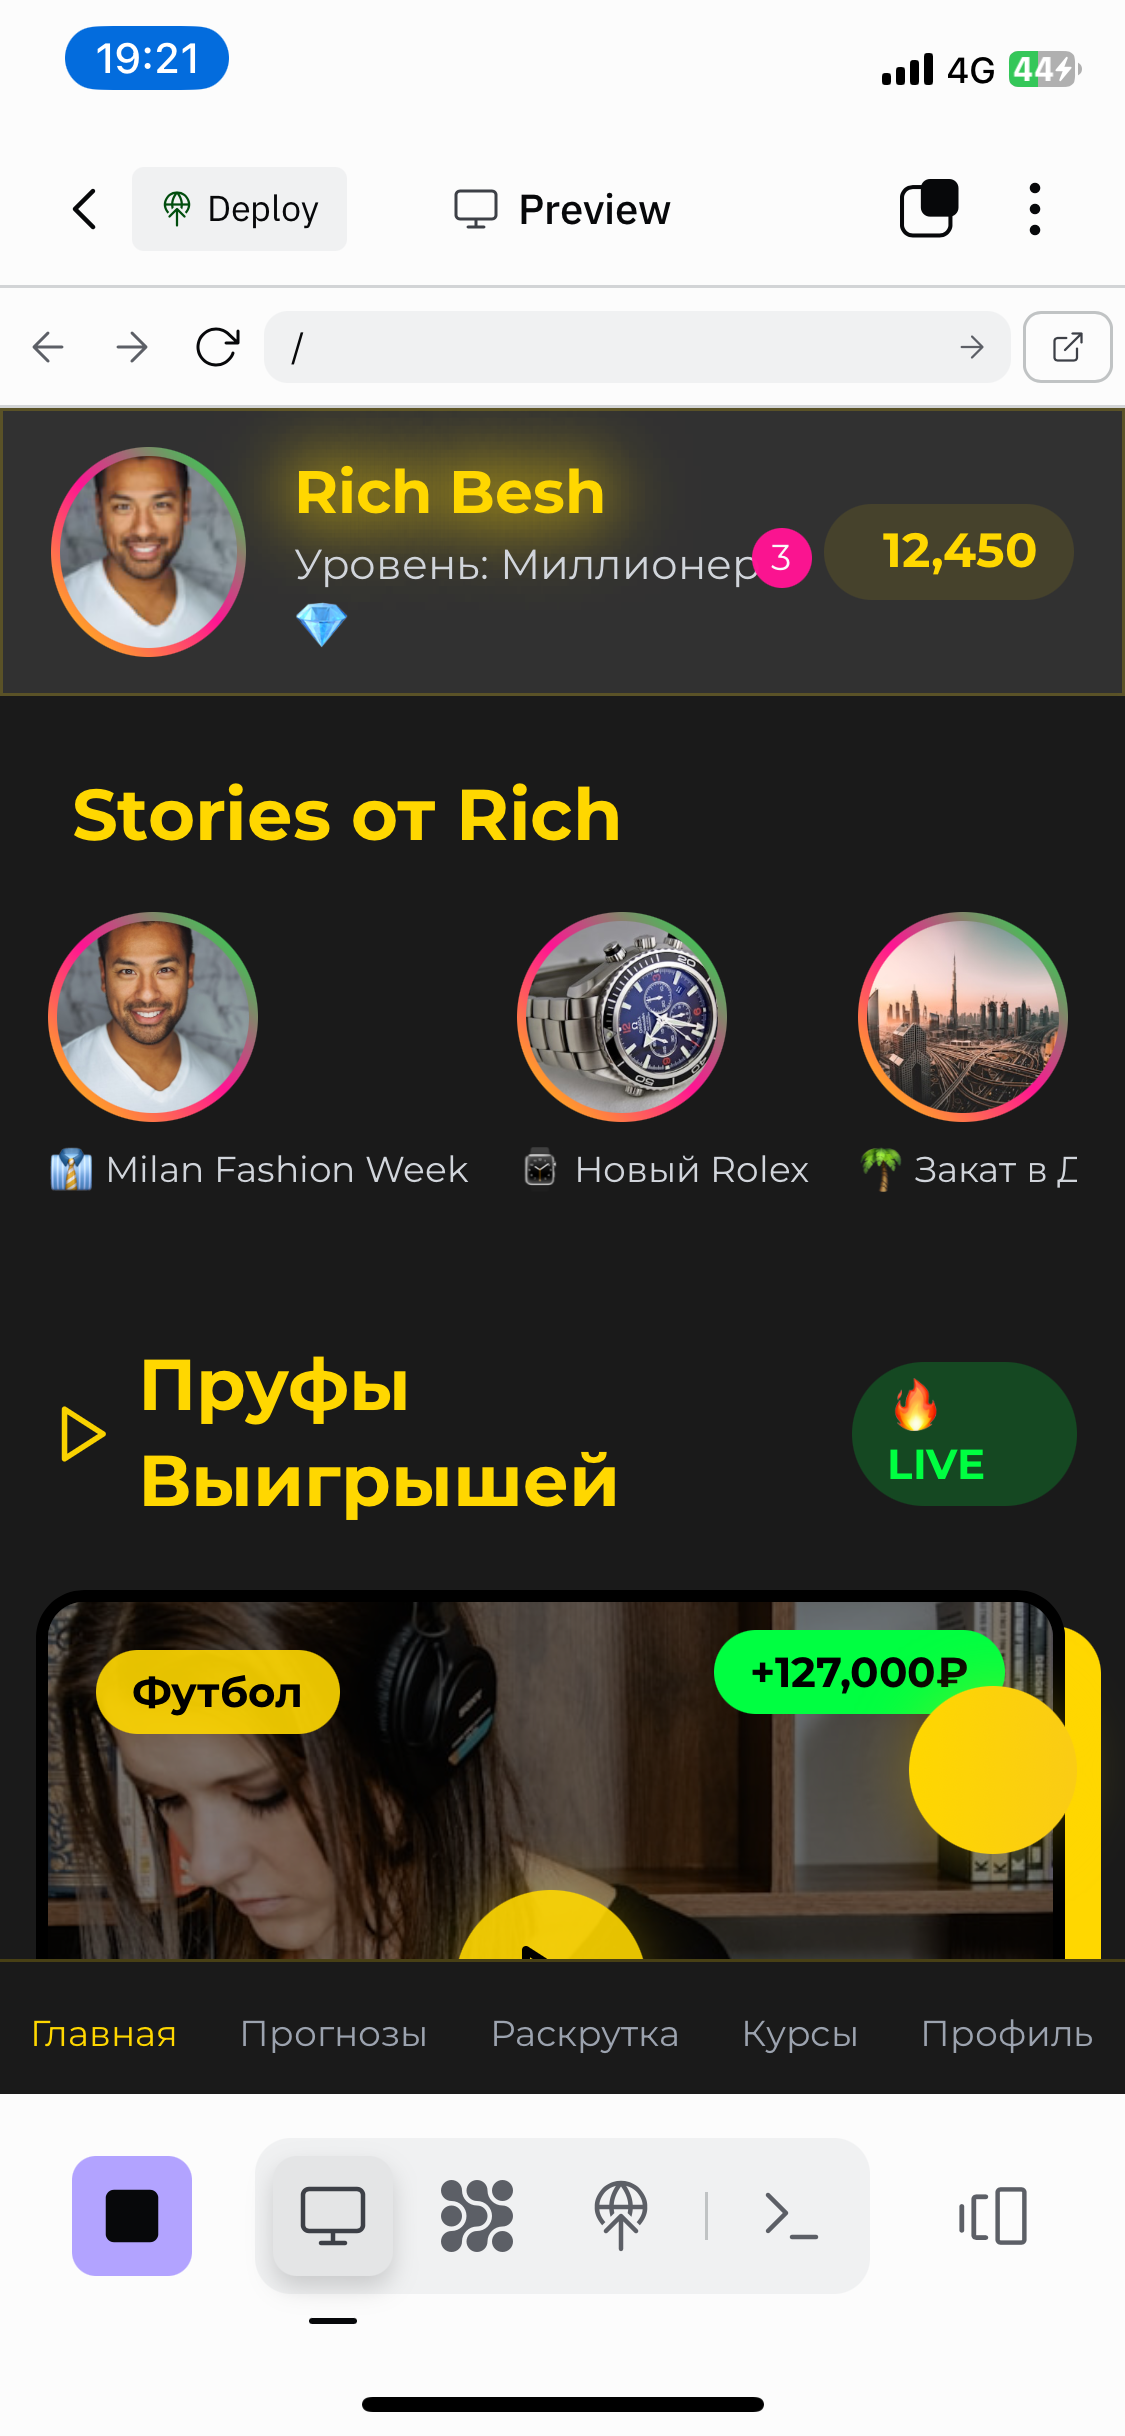 19:21
4G
44
Deploy
Preview
/
Rich Besh
Уровень: Миллионер
💎
3
12,450
Stories от Rich
👔 Milan Fashion Week
⌚ Новый Rolex
🌴 Закат в
Пруфы
Выигрышей
🔥
LIVE
Футбол
+127,000₽
Главная
Прогнозы
Раскрутка
Курсы
Профиль